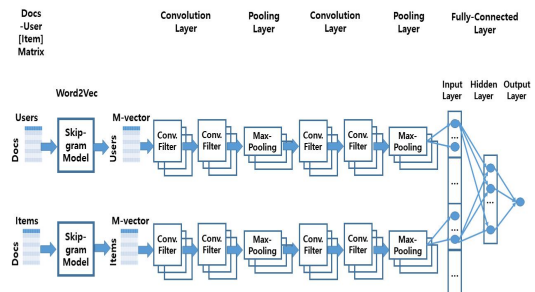 Docs
-User
[Item]
Matrix
Convolution
Layer
Pooling
Layer
Convolution
Layer
Pooling
Layer
Fully-Connected
Layer
Word2Vec
Input
Layer
Hidden
Layer
Output
Layer
Users
Docs
Skip-
gram
Model
M-vector
Users
Conv.
Filter
Conv.
Filter
Max-
Pooling
Conv.
Filter
Conv.
Filter
Max-
Pooling
...
...
...
Items
Docs
Skip-
gram
Model
M-vector
Items
Conv.
Filter
Conv.
Filter
Max-
Pooling
Conv.
Filter
Conv.
Filter
Max-
Pooling
...
...